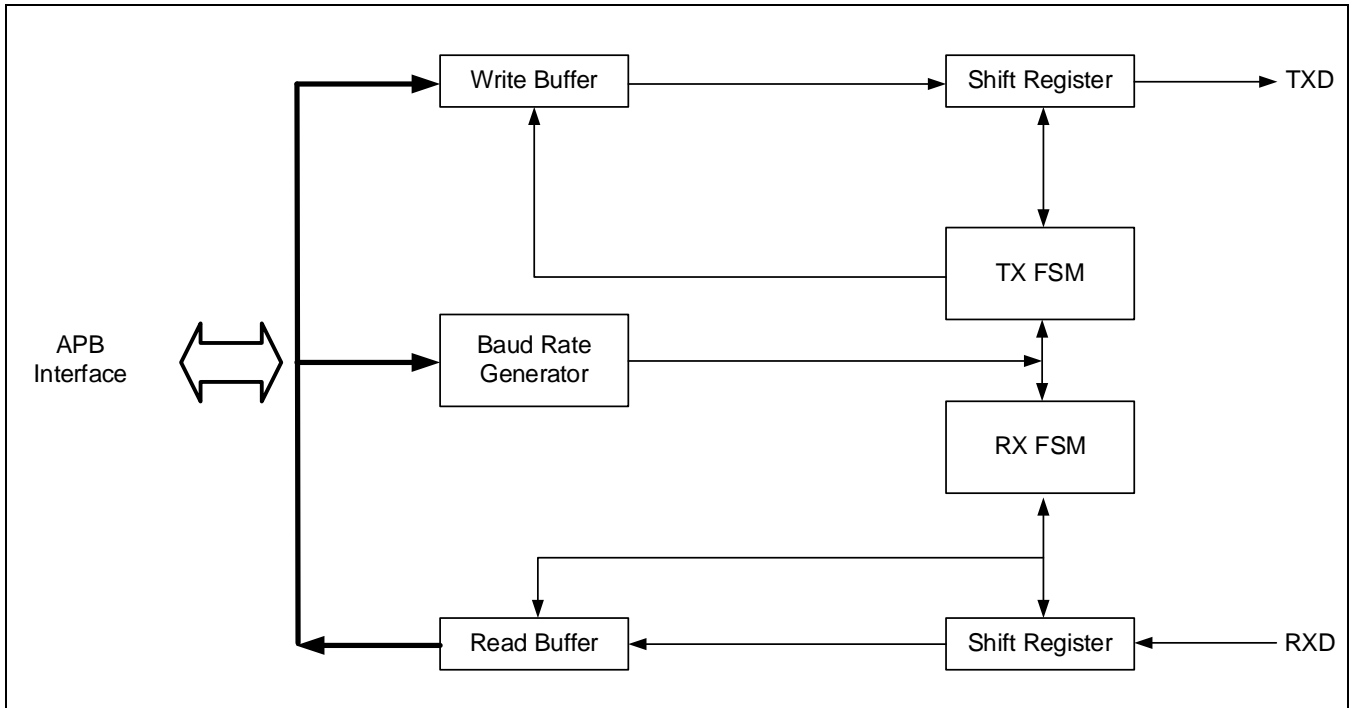 Write Buffer
Shift Register
TXD
TX FSM
APB
Interface
Baud Rate
Generator
RX FSM
Read Buffer
Shift Register
RXD